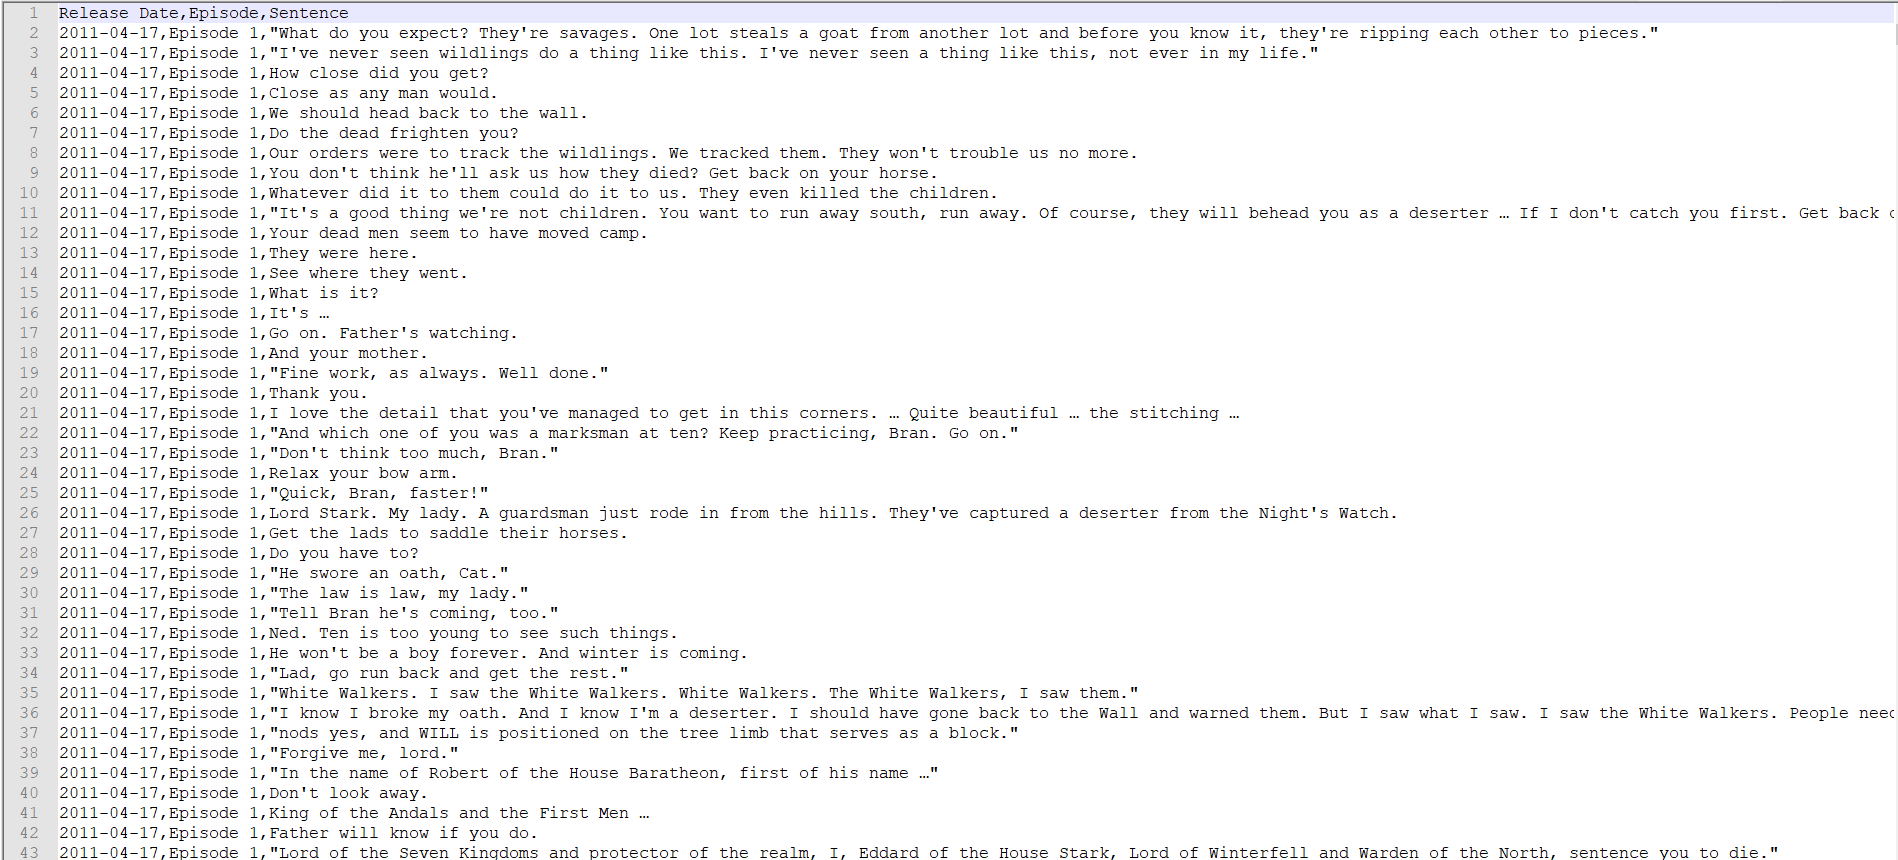 1 Release Date,Episode,Sentence
2 2011-04-17,Episode 1,"What do you expect? They're savages. One lot steals a goat from another lot and before you know it, they're ripping each other to pieces."
3 2011-04-17,Episode 1,"I've never seen wildlings do a thing like this. I've never seen a thing like this, not ever in my life."
4 2011-04-17,Episode 1,How close did you get?
5 2011-04-17,Episode 1,Close as any man would.
6 2011-04-17,Episode 1,We should head back to the wall.
7 2011-04-17,Episode 1,Do the dead frighten you?
8 2011-04-17,Episode 1,Our orders were to track the wildlings. We tracked them. They won't trouble us no more.
9 2011-04-17,Episode 1,You don't think he'll ask us how they died? Get back on your horse.
10 2011-04-17,Episode 1,Whatever did it to them could do it to us. They even killed the children.
11 2011-04-17,Episode 1,"It's a good thing we're not children. You want to run away south, run away. Of course, they will behead you as a deserter … If I don't catch you first. Get back
12 2011-04-17,Episode 1,Your dead men seem to have moved camp.
13 2011-04-17,Episode 1,They were here.
14 2011-04-17,Episode 1,See where they went.
15 2011-04-17,Episode 1,What is it?
16 2011-04-17,Episode 1,It's …
17 2011-04-17,Episode 1,Go on. Father's watching.
18 2011-04-17,Episode 1,And your mother.
19 2011-04-17,Episode 1,"Fine work, as always. Well done."
20 2011-04-17,Episode 1,Thank you.
21 2011-04-17,Episode 1,I love the detail that you've managed to get in this corners. … Quite beautiful … the stitching …
22 2011-04-17,Episode 1,"And which one of you was a marksman at ten? Keep practicing, Bran. Go on."
23 2011-04-17,Episode 1,"Don't think too much, Bran."
24 2011-04-17,Episode 1,Relax your bow arm.
25 2011-04-17,Episode 1,"Quick, Bran, faster!"
26 2011-04-17,Episode 1,Lord Stark. My lady. A guardsman just rode in from the hills. They've captured a deserter from the Night's Watch.
27 2011-04-17,Episode 1,Get the lads to saddle their horses.
28 2011-04-17,Episode 1,Do you have to?
29 2011-04-17,Episode 1,"He swore an oath, Cat."
30 2011-04-17,Episode 1,"The law is law, my lady."
31 2011-04-17,Episode 1,"Tell Bran he's coming, too."
32 2011-04-17,Episode 1,Ned. Ten is too young to see such things.
33 2011-04-17,Episode 1,He won't be a boy forever. And winter is coming.
34 2011-04-17,Episode 1,"Lad, go run back and get the rest."
35 2011-04-17,Episode 1,"White Walkers. I saw the White Walkers. White Walkers. The White Walkers, I saw them."
36 2011-04-17,Episode 1,"I know I broke my oath. And I know I'm a deserter. I should have gone back to the Wall and warned them. But I saw what I saw. I saw the White Walkers. People
37 2011-04-17,Episode 1,"nods yes, and WILL is positioned on the tree limb that serves as a block."
38 2011-04-17,Episode 1,"Forgive me, lord."
39 2011-04-17,Episode 1,"In the name of Robert of the House Baratheon, first of his name …"
40 2011-04-17,Episode 1,Don't look away.
41 2011-04-17,Episode 1,King of the Andals and the First Men …
42 2011-04-17,Episode 1,Father will know if you do.
43 2011-04-17,Episode 1,"Lord of the Seven Kingdoms and protector of the realm, I, Eddard of the House Stark, Lord of Winterfell and Warden of the North, sentence you to die."